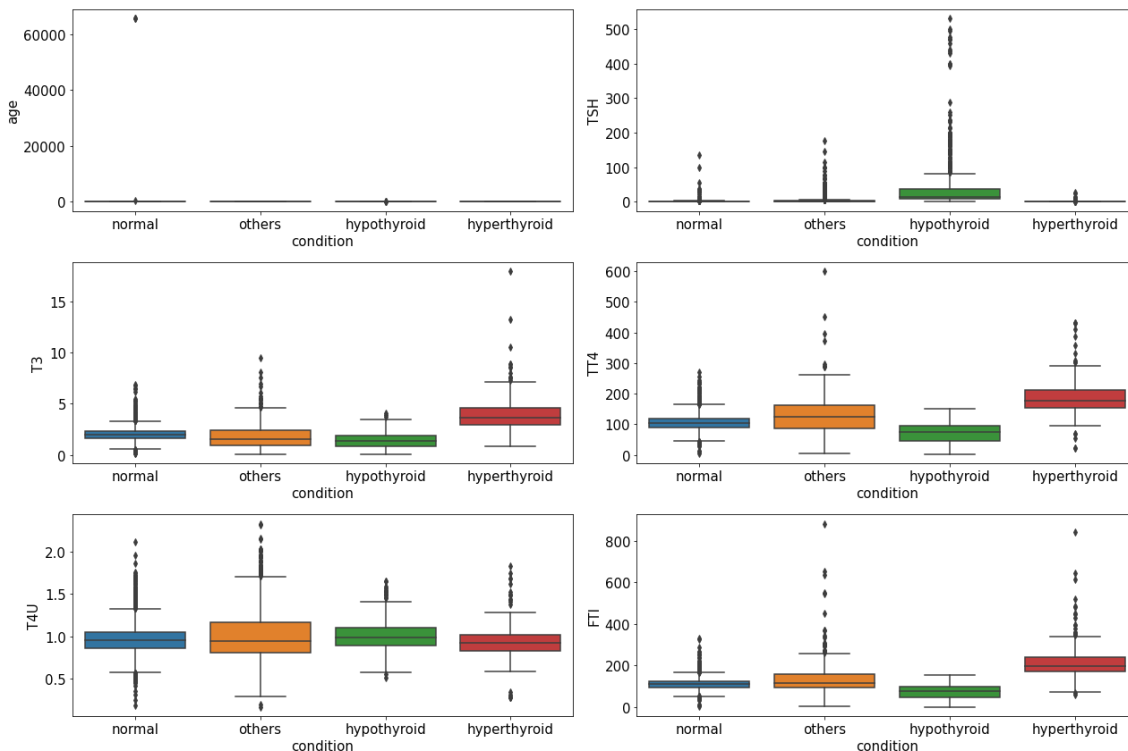 60000
40000
20000
0
age
normal others hypothyroid hyperthyroid
condition
500
400
300
200
100
0
TSH
normal others hypothyroid hyperthyroid
condition
15
10
5
0
T3
normal others hypothyroid hyperthyroid
condition
600
500
400
300
200
100
0
TT4
normal others hypothyroid hyperthyroid
condition
2.0
1.5
1.0
0.5
T4U
normal others hypothyroid hyperthyroid
condition
800
600
400
200
0
FTI
normal others hypothyroid hyperthyroid
condition